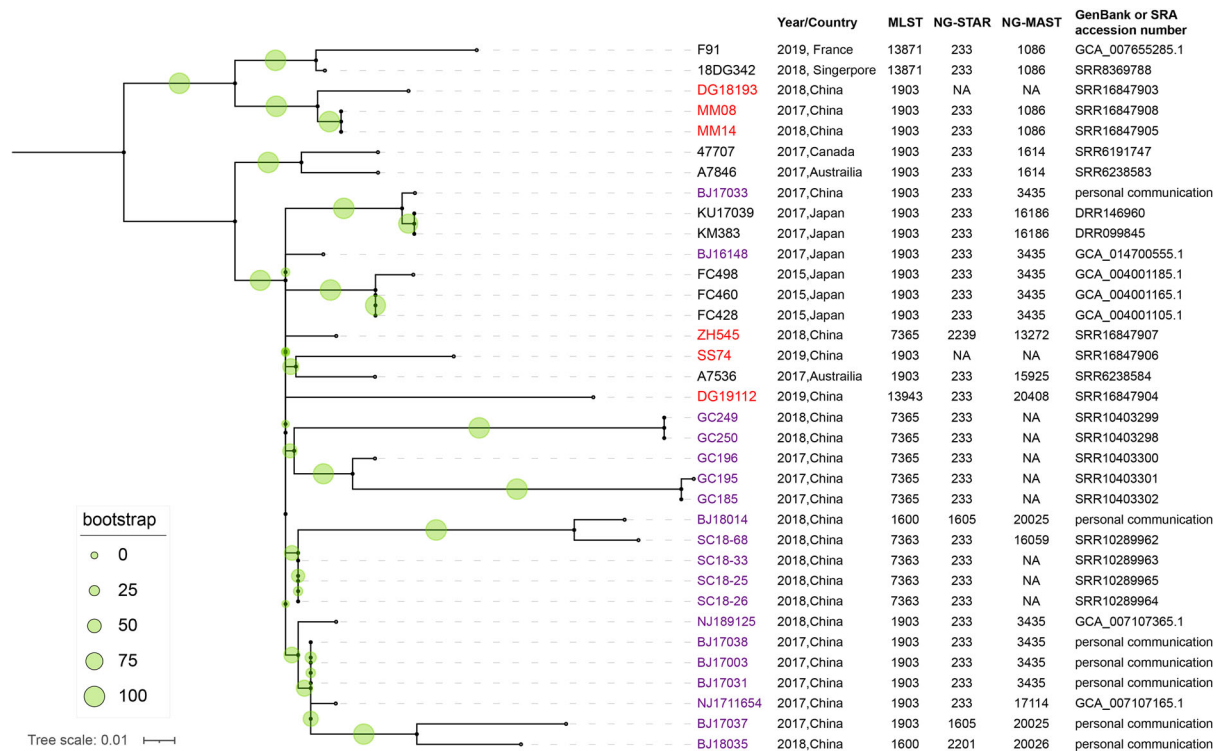 Year/Country MLST NG-STAR NG-MAST GenBank or SRA
accession number
F91 2019, France 13871 233 1086 GCA_007655285.1
18DG342 2018, Singerpore 13871 233 1086 SRR8369788
DG18193 2018,China 1903 NA NA SRR16847903
MM08 2017,China 1903 233 1086 SRR16847908
MM14 2018,China 1903 233 1086 SRR16847905
47707 2017,Canada 1903 233 1614 SRR6191747
A7846 2017,Austrailia 1903 233 1614 SRR6238583
BJ17033 2017,China 1903 233 3435 personal communication
KU17039 2017,Japan 1903 233 16186 DRR146960
KM383 2017,Japan 1903 233 16186 DRR099845
BJ16148 2017,Japan 1903 233 3435 GCA_014700555.1
FC498 2015,Japan 1903 233 3435 GCA_004001185.1
FC460 2015,Japan 1903 233 3435 GCA_004001165.1
FC428 2015,Japan 1903 233 3435 GCA_004001105.1
ZH545 2018,China 7365 2239 13272 SRR16847907
SS74 2019,China 1903 NA NA SRR16847906
A7536 2017,Austrailia 1903 233 15925 SRR6238584
DG19112 2019,China 13943 233 20408 SRR16847904
GC249 2018,China 7365 233 NA SRR10403299
GC250 2018,China 7365 233 NA SRR10403298
GC196 2017,China 7365 233 NA SRR10403300
GC195 2017,China 7365 233 NA SRR10403301
GC185 2017,China 7365 233 NA SRR10403302
BJ18014 2018,China 1600 1605 20025 personal communication
SC18-68 2018,China 7363 233 16059 SRR10289962
SC18-33 2018,China 7363 233 NA SRR10289963
SC18-25 2018,China 7363 233 NA SRR10289965
SC18-26 2018,China 7363 233 NA SRR10289964
NJ189125 2018,China 1903 233 3435 GCA_007107365.1
BJ17038 2017,China 1903 233 3435 personal communication
BJ17003 2017,China 1903 233 3435 personal communication
BJ17031 2017,China 1903 233 3435 personal communication
NJ1711654 2017,China 1903 233 17114 GCA_007107165.1
BJ17037 2017,China 1903 1605 20025 personal communication
BJ18035 2018,China 1600 2201 20026 personal communication
bootstrap
0
25
50
75
100
Tree scale: 0.01